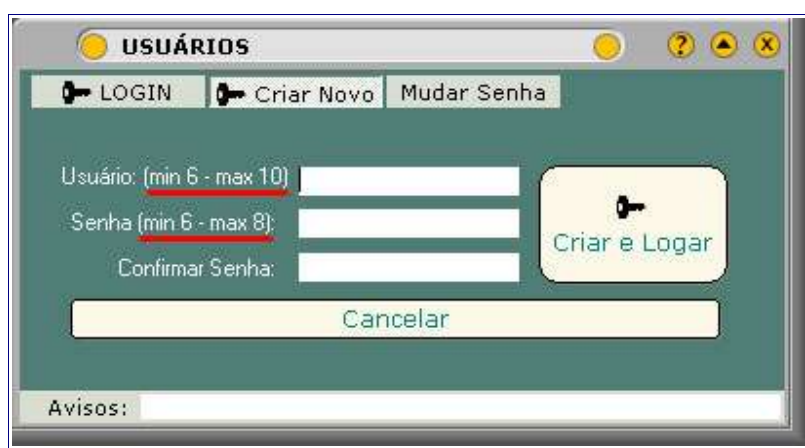 USUÁRIOS
LOGIN
Criar Novo
Mudar Senha
Usuário: (min 6 - max 10)
Senha (min 6 - max 8):
Criar e Logar
Confirmar Senha:
Cancelar
Avisos: